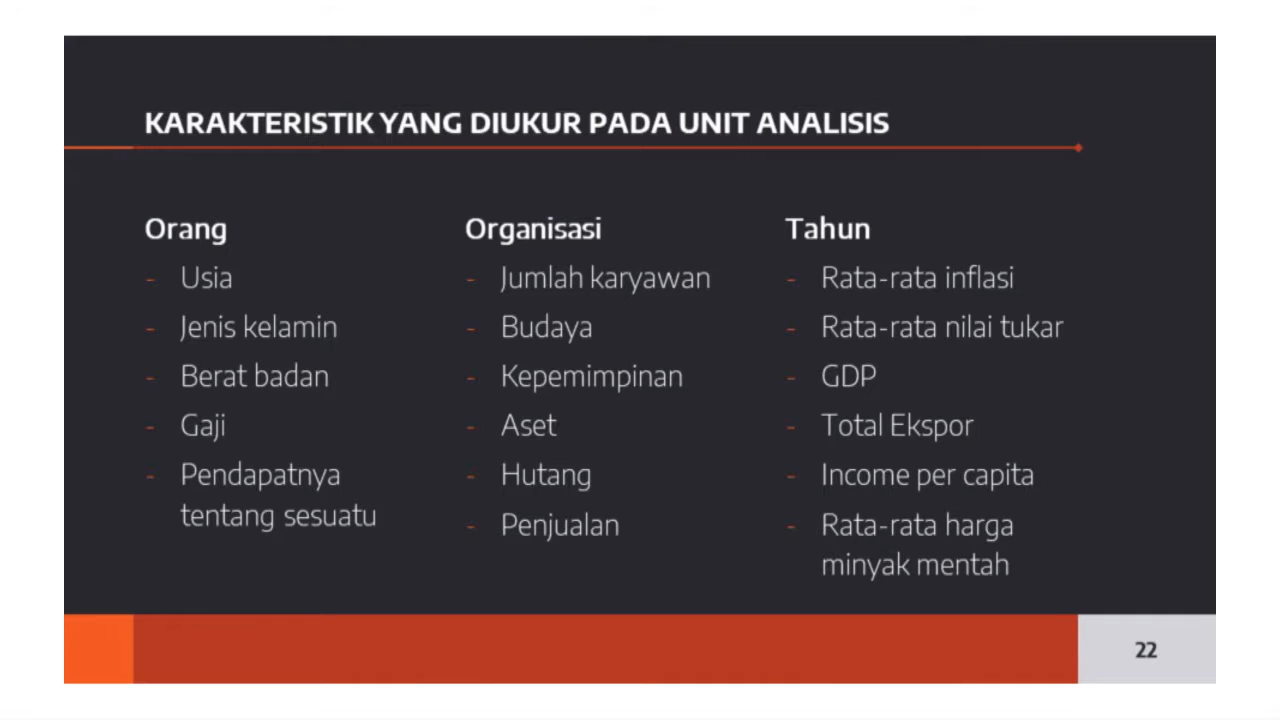 KARAKTERISTIK YANG DIUKUR PADA UNIT ANALISIS
Orang
- Usia
- Jenis kelamin
- Berat badan
- Gaji
- Pendapatnya
tentang sesuatu
Organisasi
- Jumlah karyawan
- Budaya
- Kepemimpinan
- Aset
- Hutang
- Penjualan
Tahun
- Rata-rata inflasi
- Rata-rata nilai tukar
- GDP
- Total Ekspor
- Income per capita
- Rata-rata harga
minyak mentah
22